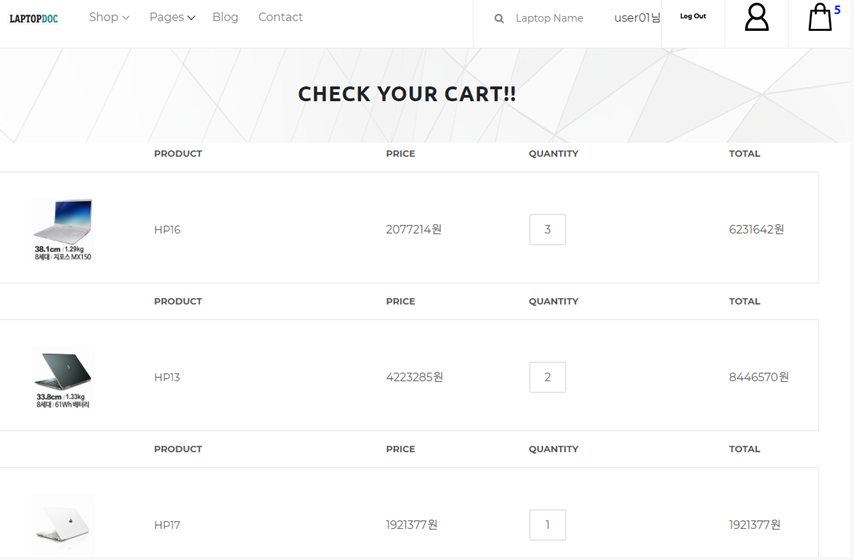 LAPTOPDOC Shop Pages Blog Contact Laptop Name user01님 Log Out 5
CHECK YOUR CART!!
PRODUCT PRICE QUANTITY TOTAL
38.1cm | 1.29kg
8세대 | 지포스 MX150
HP16 2077214원 3 6231642원
PRODUCT PRICE QUANTITY TOTAL
33.8cm | 1.33kg
8세대 | 61Wh 배터리
HP13 4223285원 2 8446570원
PRODUCT PRICE QUANTITY TOTAL
HP17 1921377원 1 1921377원